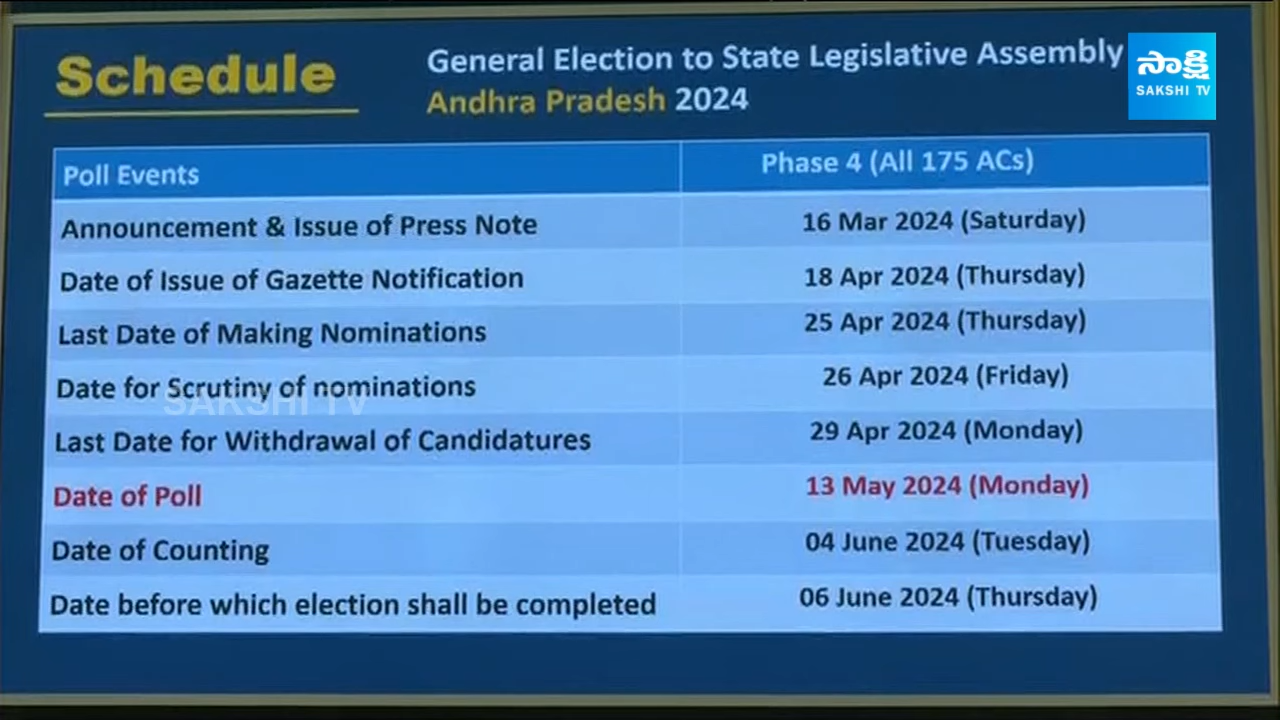 Schedule
General Election to State Legislative Assembly
Andhra Pradesh 2024
సాక్షి
SAKSHI TV
Poll Events Phase 4 (All 175 ACs)
Announcement & Issue of Press Note 16 Mar 2024 (Saturday)
Date of Issue of Gazette Notification 18 Apr 2024 (Thursday)
Last Date of Making Nominations 25 Apr 2024 (Thursday)
Date for Scrutiny of nominations 26 Apr 2024 (Friday)
SAKSHI TV
Last Date for Withdrawal of Candidatures 29 Apr 2024 (Monday)
Date of Poll 13 May 2024 (Monday)
Date of Counting 04 June 2024 (Tuesday)
Date before which election shall be completed 06 June 2024 (Thursday)